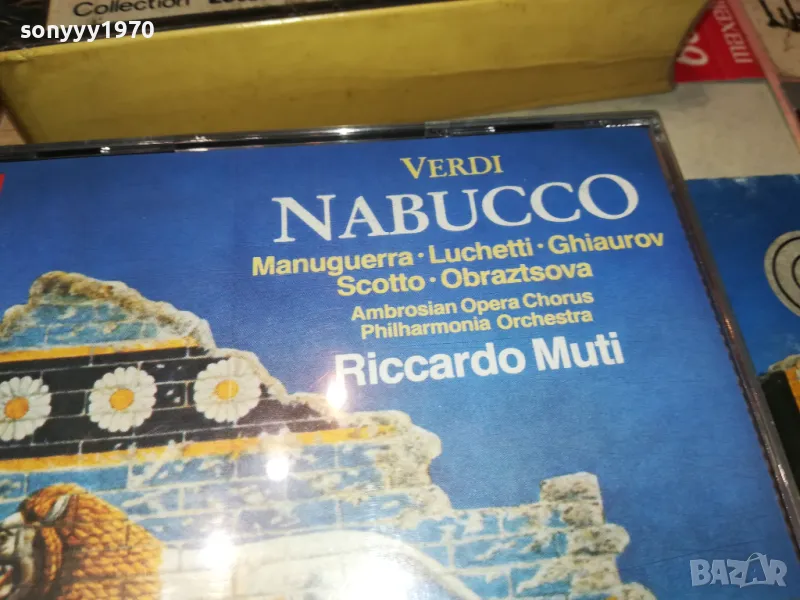 Collection
sonyyy1970
maxell
VERDI
NABUCCO
Manuguerra · Luchetti · Ghiaurov
Scotto · Obraztsova
Ambrosian Opera Chorus
Philharmonia Orchestra
Riccardo Muti
BAZAR